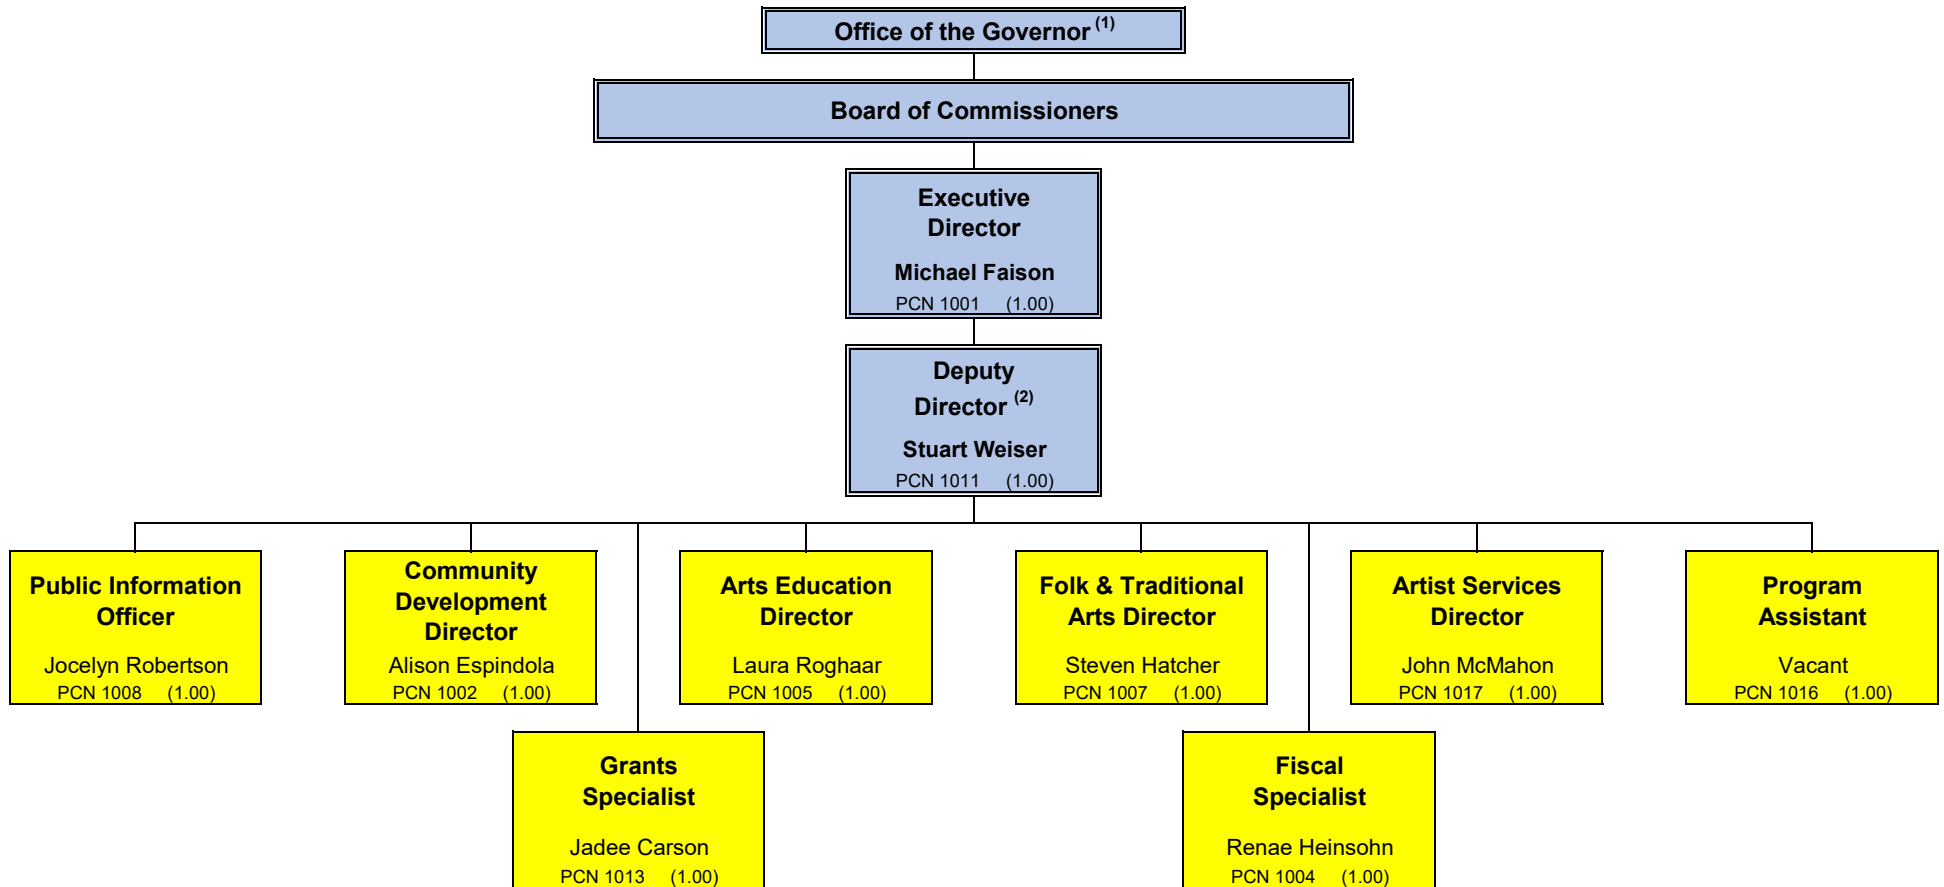 Office of the Governor (1)
Board of Commissioners
Executive
Director
Michael Faison
PCN 1001 (1.00)
Deputy
Director (2)
Stuart Weiser
PCN 1011 (1.00)
Public Information
Officer
Jocelyn Robertson
PCN 1008 (1.00)
Community
Development
Director
Alison Espindola
PCN 1002 (1.00)
Arts Education
Director
Laura Roghaar
PCN 1005 (1.00)
Folk & Traditional
Arts Director
Steven Hatcher
PCN 1007 (1.00)
Artist Services
Director
John McMahon
PCN 1017 (1.00)
Program
Assistant
Vacant
PCN 1016 (1.00)
Grants
Specialist
Jadee Carson
PCN 1013 (1.00)
Fiscal
Specialist
Renae Heinsohn
PCN 1004 (1.00)